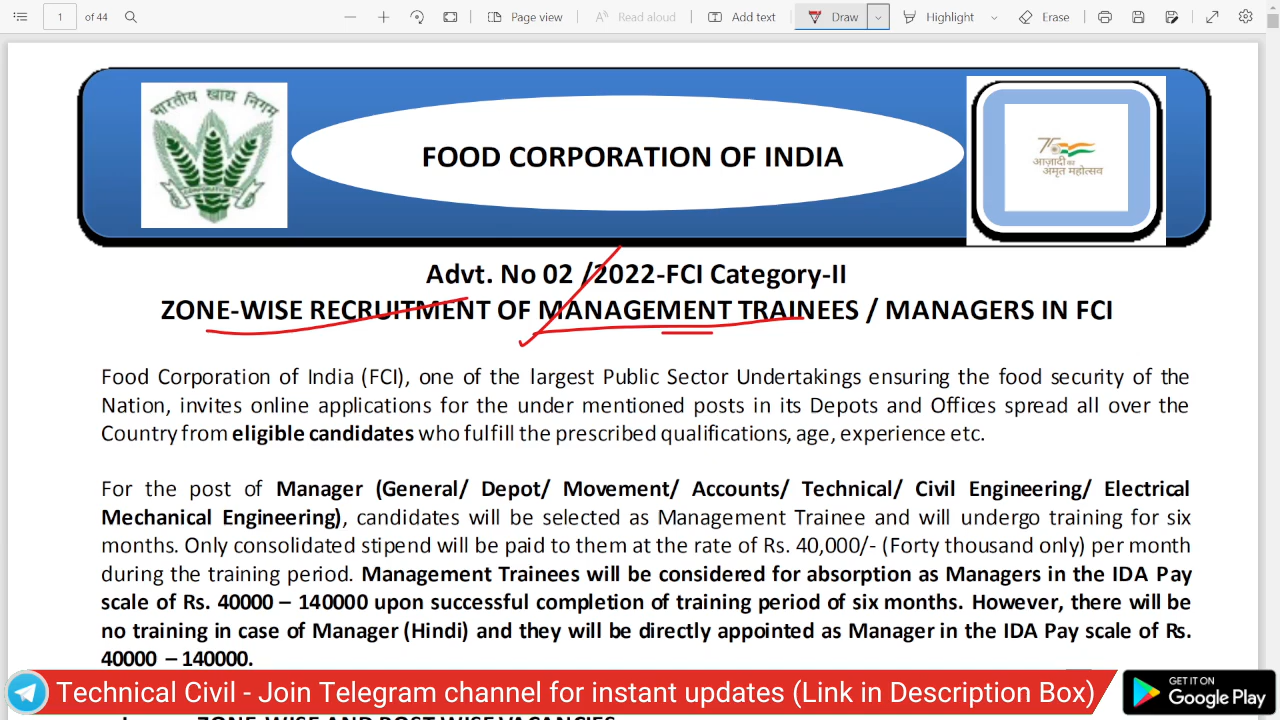 1 of 44 Page view Read aloud Add text Draw Highlight Erase
भारतीय खाद्य निगम
FOOD CORPORATION OF INDIA
75
आज़ादी का
अमृत महोत्सव
Advt. No 02 /2022-FCI Category-II
ZONE-WISE RECRUITMENT OF MANAGEMENT TRAINEES / MANAGERS IN FCI
Food Corporation of India (FCI), one of the largest Public Sector Undertakings ensuring the food security of the
Nation, invites online applications for the under mentioned posts in its Depots and Offices spread all over the
Country from eligible candidates who fulfill the prescribed qualifications, age, experience etc.
For the post of Manager (General/ Depot/ Movement/ Accounts/ Technical/ Civil Engineering/ Electrical
Mechanical Engineering), candidates will be selected as Management Trainee and will undergo training for six
months. Only consolidated stipend will be paid to them at the rate of Rs. 40,000/- (Forty thousand only) per month
during the training period. Management Trainees will be considered for absorption as Managers in the IDA Pay
scale of Rs. 40000 – 140000 upon successful completion of training period of six months. However, there will be
no training in case of Manager (Hindi) and they will be directly appointed as Manager in the IDA Pay scale of Rs.
40000 – 140000.
Technical Civil - Join Telegram channel for instant updates (Link in Description Box)
GET IT ON
Google Play
ZONE-WISE AND POST WISE VACANCIES